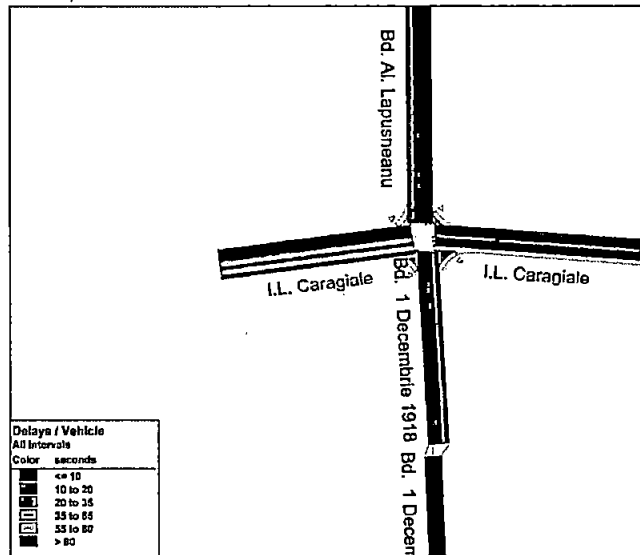 Bd. Al. Lapusneanu
I.L. Caragiale
I.L. Caragiale
Bd. 1 Decembrie 1918
Bd. 1 Decem
Delays / Vehicle
All Intervals
Color seconds
<= 10
10 to 20
20 to 35
35 to 55
55 to 80
> 80